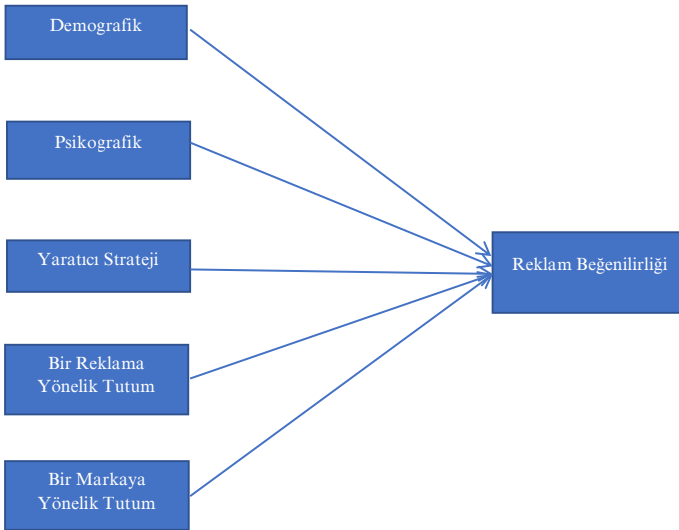 Demografik
Psikografik
Yaratıcı Strateji
Reklam Beğenilirliği
Bir Reklama
Yönelik Tutum
Bir Markaya
Yönelik Tutum